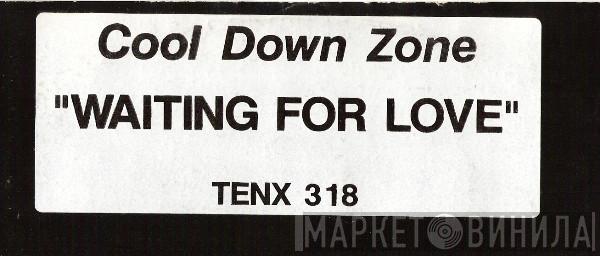 Cool Down Zone
"WAITING FOR LOVE"
TENX 318
МАРКЕТ ВИНИЛА